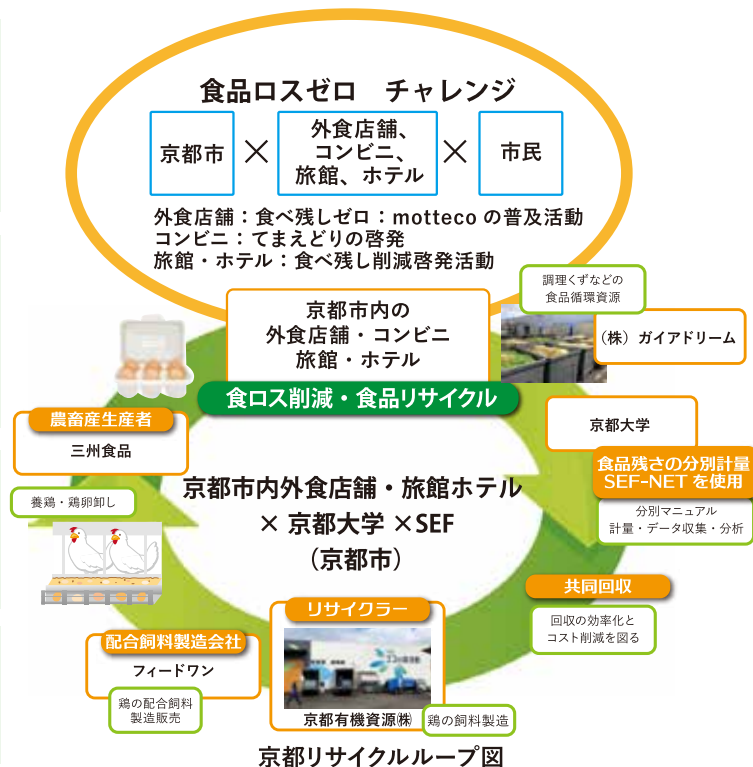 食品ロスゼロ チャレンジ
京都市 × 外食店舗、コンビニ、旅館、ホテル × 市民
外食店舗：食べ残しゼロ：motteco の普及活動
コンビニ：てまえどりの啓発
旅館・ホテル：食べ残し削減啓発活動
調理くずなどの
食品循環資源
京都市内の
外食店舗・コンビニ
旅館・ホテル
（株）ガイアドリーム
食ロス削減・食品リサイクル
京都大学
食品残さの分別計量
SEF-NET を使用
分別マニュアル
計量・データ収集・分析
共同回収
回収の効率化と
コスト削減を図る
リサイクラー
京都有機資源㈱
鶏の飼料製造
配合飼料製造会社
フィードワン
鶏の配合飼料
製造販売
農畜産生産者
三州食品
養鶏・鶏卵卸し
京都市内外食店舗・旅館ホテル
× 京都大学 ×SEF
（京都市）
京都リサイクルループ図